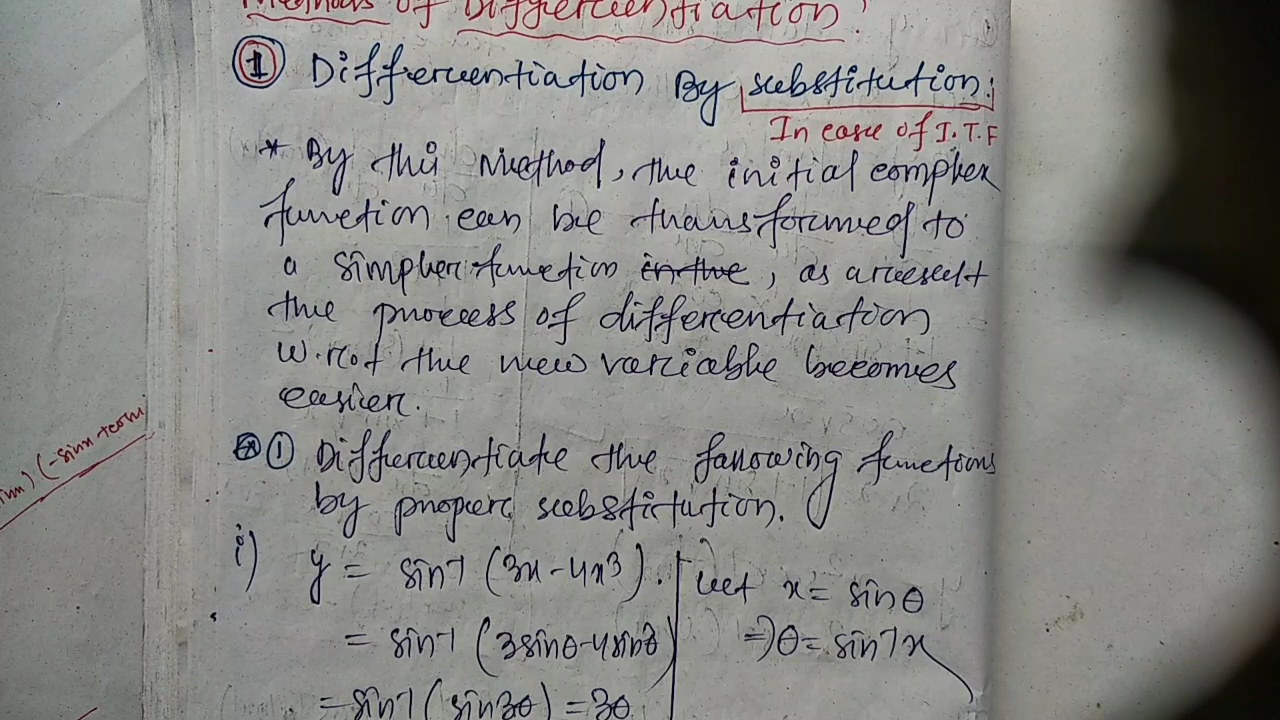 Methods of Differentiation:
① Differentiation By substitution:
In case of I.T.F
* By this Method, the initial complex
function can be transformed to
a simpler function in the, as a result
the process of differentiation
w.r.t the new variable becomes
easier.
① Differentiate the following functions
by proper substitution.
i) y = sin⁻¹ (3x-4x³). let x = sinθ
= sin⁻¹ (3sinθ-4sin³θ) ⇒θ = sin⁻¹x
= sin⁻¹ (sin3θ) = 3θ
(-sinx term)